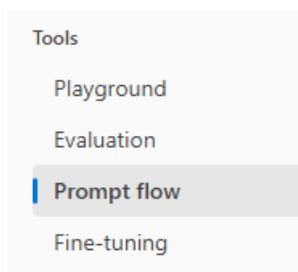 Tools
Playground
Evaluation
Prompt flow
Fine-tuning